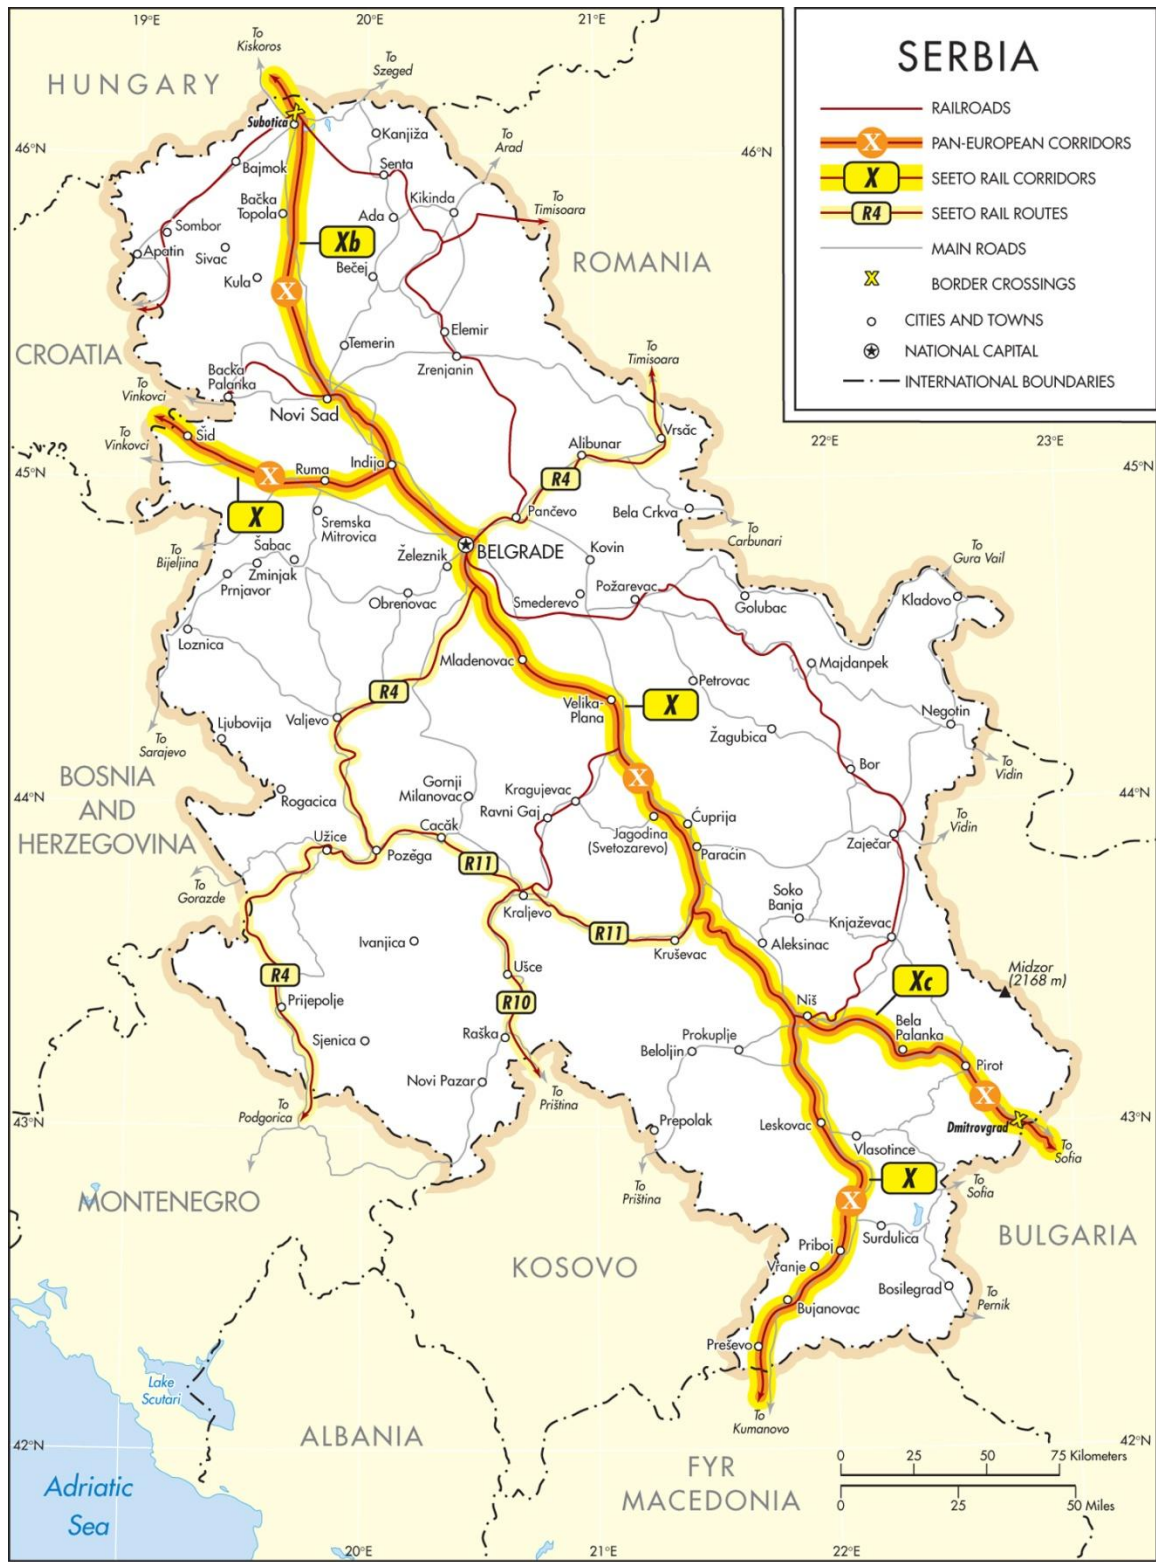 19°E
20°E
21°E
To
Kiskoros
To
Szeged
HUNGARY
Subotica
Kanjiža
To
Arad
46°N
46°N
Bajmok
Senta
Bačka
Topola
Kikinda
To
Timisoara
Ada
Sombor
Apatin
Sivac
Xb
Kula
Bečej
ROMANIA
X
Elemir
CROATIA
Temerin
Zrenjanin
To
Timisoara
Backa
Palanka
To
Vinkovci
Novi Sad
To
Vinkovci
Šid
Vrsăc
Alibunar
22°E
23°E
45°N
45°N
Indija
Ruma
X
R4
X
Pančevo
Bela Crkva
Sremska
Mitrovica
To
Carbunari
BELGRADE
To
Bijeljina
Šabac
Železnik
Kovin
To
Gura Vail
Zminjak
Prnjavor
Požarevac
Obrenovac
Smederevo
Golubac
Kladovo
Loznica
Mladenovac
Majdanpek
R4
Petrovac
Velika-
Plana
X
Valjevo
Ljubovija
Negotin
To
Sarajevo
Žagubica
To
Vidin
BOSNIA
AND
HERZEGOVINA
Bor
X
Gornji
Milanovac
Kragujevac
44°N
44°N
Rogacica
Ravni Gaj
Cacăk
Jagodina
(Svetozarevo)
Ćuprija
To
Vidin
Užice
Pozěga
Paraćin
Zaječar
R11
To
Gorazde
Soko
Banja
Kraljevo
Knjaževac
R11
Ivanjica
Kruševac
Aleksinac
R4
Ušce
Midzor
(2168 m)
Xc
Prijepolje
R10
Niš
Bela
Palanka
Raška
Sjenica
Prokuplje
Beloljin
Pirot
Novi Pazar
X
To
Priština
To
Podgorica
43°N
43°N
Prepolak
Leskovac
Dmitrovgrad
Vlasotince
To
Sofia
To
Priština
X
To
Sofia
MONTENEGRO
X
BULGARIA
Surdulica
Priboj
KOSOVO
Vranje
Bosilegrad
To
Pernik
Bujanovac
Preševo
Lake
Scutari
To
Kumanovo
ALBANIA
42°N
42°N
FYR
MACEDONIA
Adriatic
Sea
20°E
21°E
22°E
SERBIA
RAILROADS
X
PAN-EUROPEAN CORRIDORS
X
SEETO RAIL CORRIDORS
R4
SEETO RAIL ROUTES
MAIN ROADS
BORDER CROSSINGS
CITIES AND TOWNS
NATIONAL CAPITAL
INTERNATIONAL BOUNDARIES
0 25 50 75 Kilometers
0 25 50 Miles